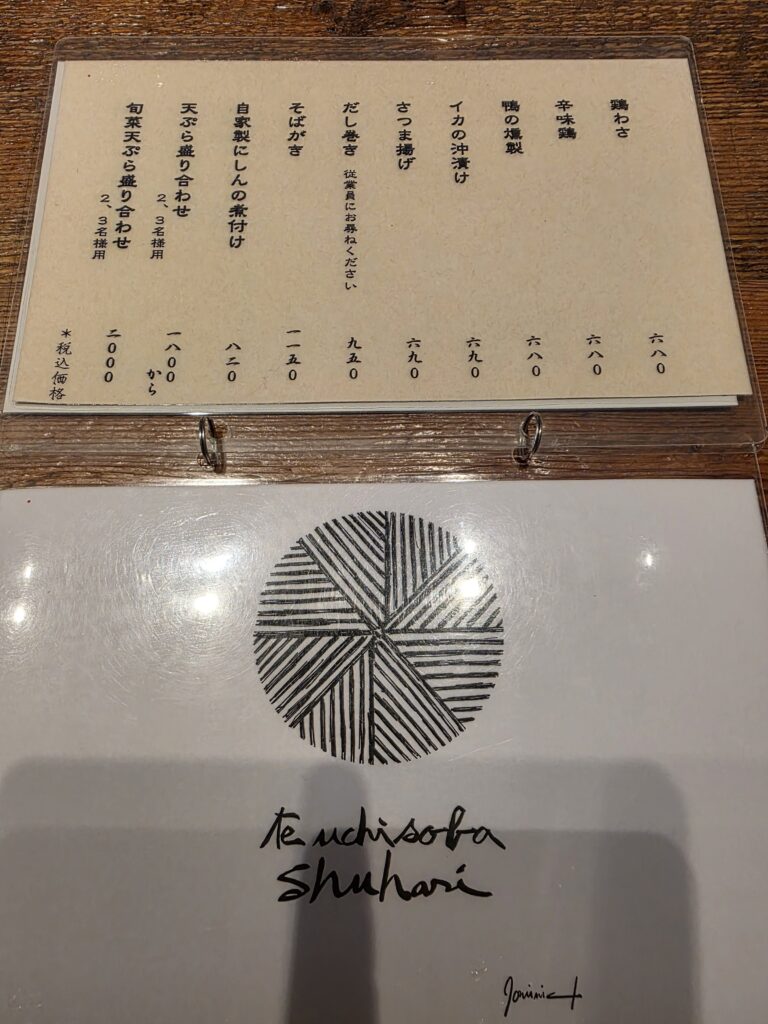 鶏わさ 六八〇
辛味鶏 六八〇
鴨の燻製 六八〇
イカの沖漬け 六九〇
さつま揚げ 六九〇
だし巻き 従業員にお尋ねください 九五〇
そばがき 一一五〇
自家製にしんの煮付け 八二〇
天ぷら盛り合わせ 一八〇〇
2、3名様用 から
旬菜天ぷら盛り合わせ 二〇〇〇
2、3名様用
*税込価格
te uchisoba
shuhari